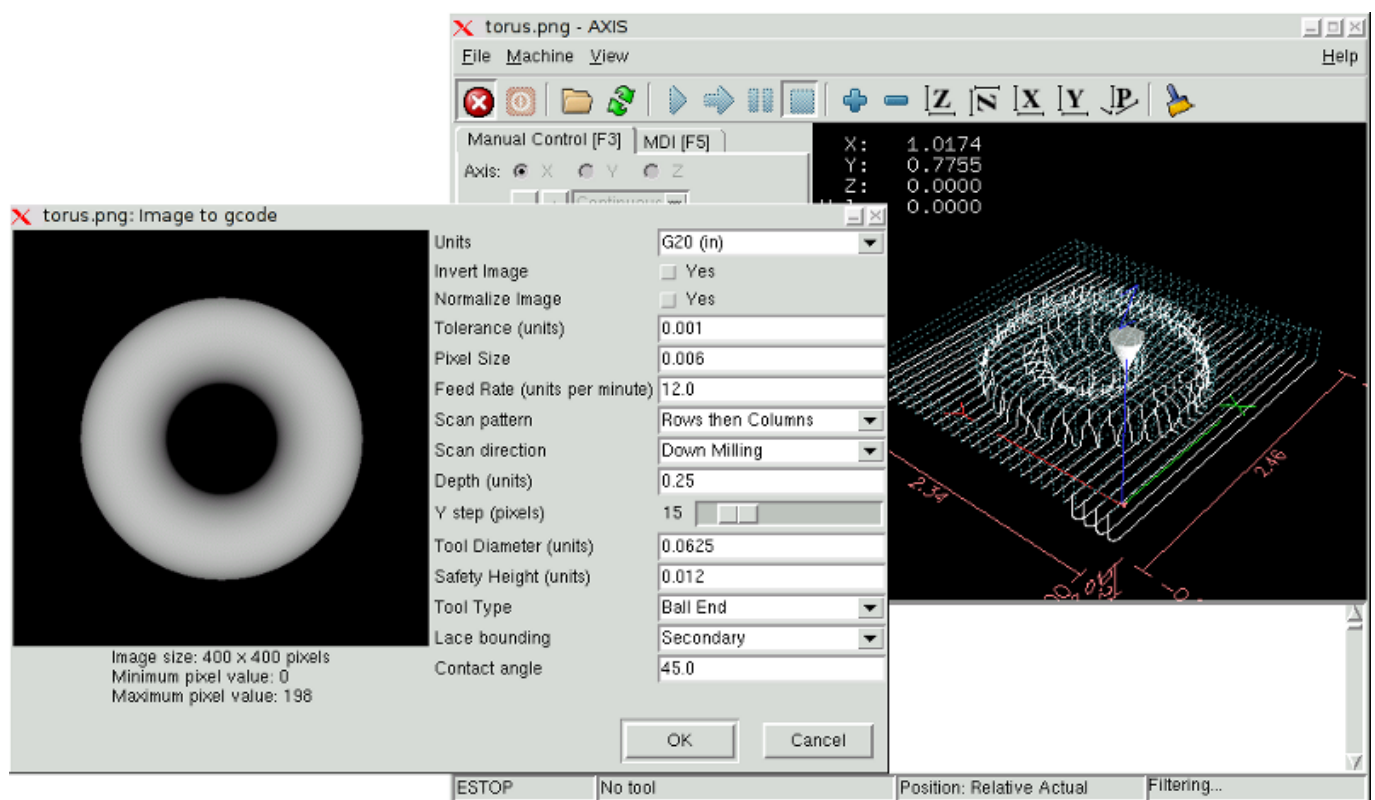 torus.png - AXIS
File Machine View Help
Z N X Y P
Manual Control [F3] MDI [F5]
Axis: X Y Z
Continuous
X: 1.0174
Y: 0.7755
Z: 0.0000
0.0000
torus.png: Image to gcode
Units G20 (in)
Invert Image Yes
Normalize Image Yes
Tolerance (units) 0.001
Pixel Size 0.006
Feed Rate (units per minute) 12.0
Scan pattern Rows then Columns
Scan direction Down Milling
Depth (units) 0.25
Y step (pixels) 15
Tool Diameter (units) 0.0625
Safety Height (units) 0.012
Tool Type Ball End
Lace bounding Secondary
Contact angle 45.0
Image size: 400 x 400 pixels
Minimum pixel value: 0
Maximum pixel value: 198
OK Cancel
X
2.34
2.46
ESTOP No tool Position: Relative Actual Filtering...